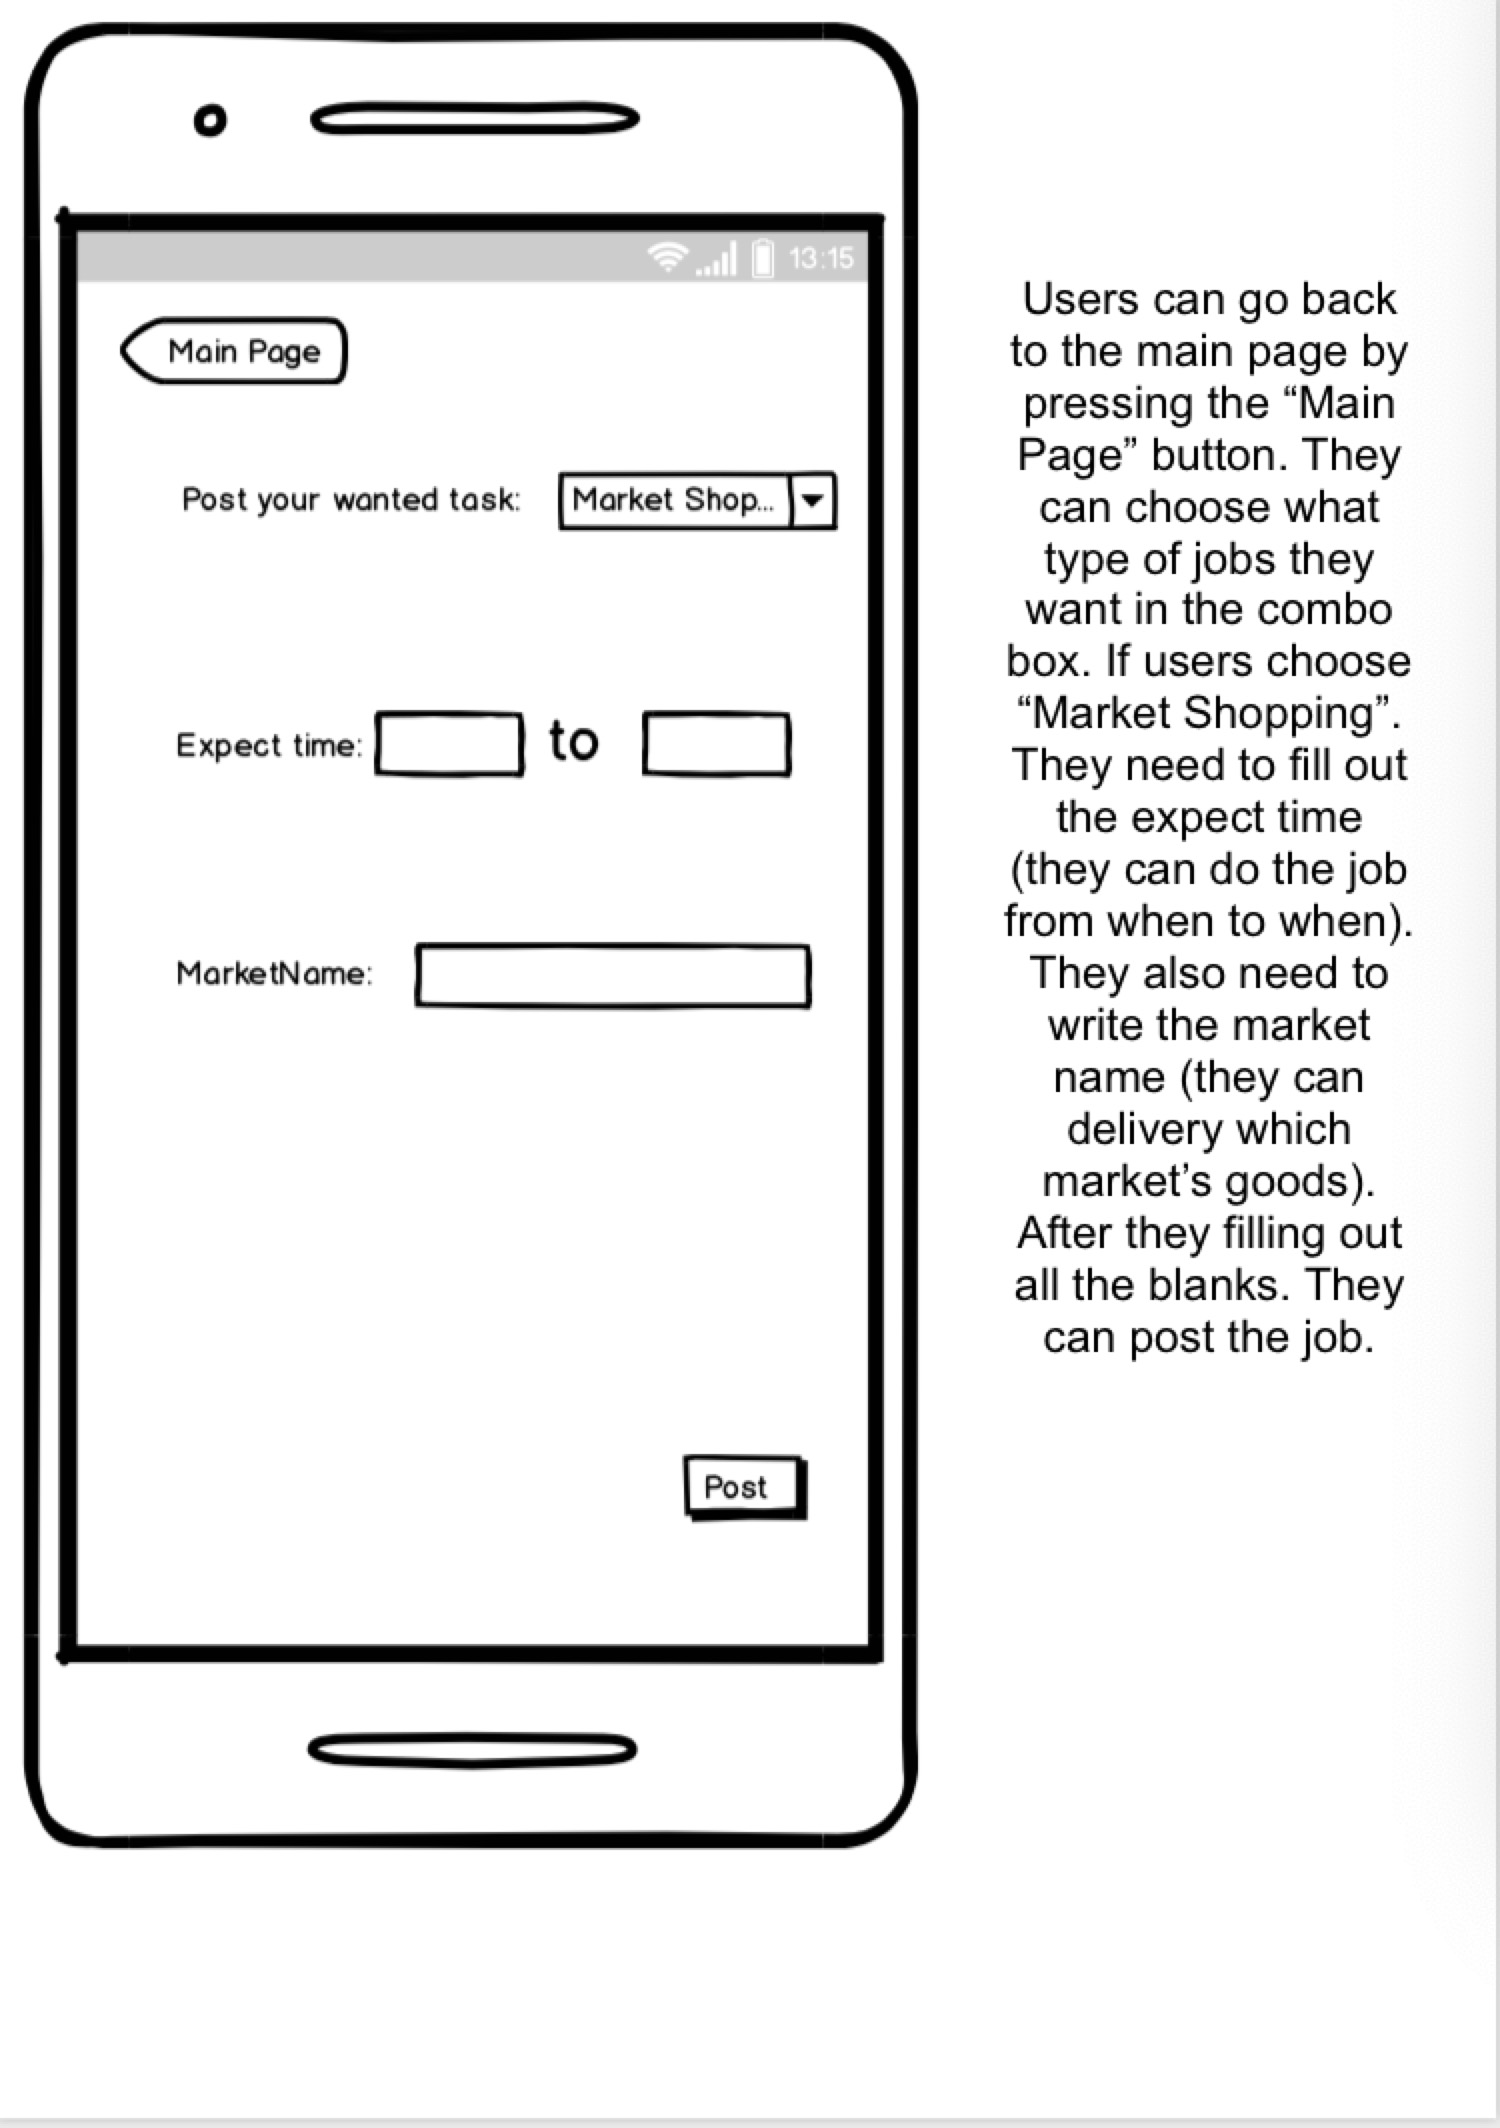 13:15
Main Page
Post your wanted task: Market Shop...
Expect time: to
MarketName:
Post
Users can go back
to the main page by
pressing the “Main
Page” button. They
can choose what
type of jobs they
want in the combo
box. If users choose
“Market Shopping”.
They need to fill out
the expect time
(they can do the job
from when to when).
They also need to
write the market
name (they can
delivery which
market’s goods).
After they filling out
all the blanks. They
can post the job.